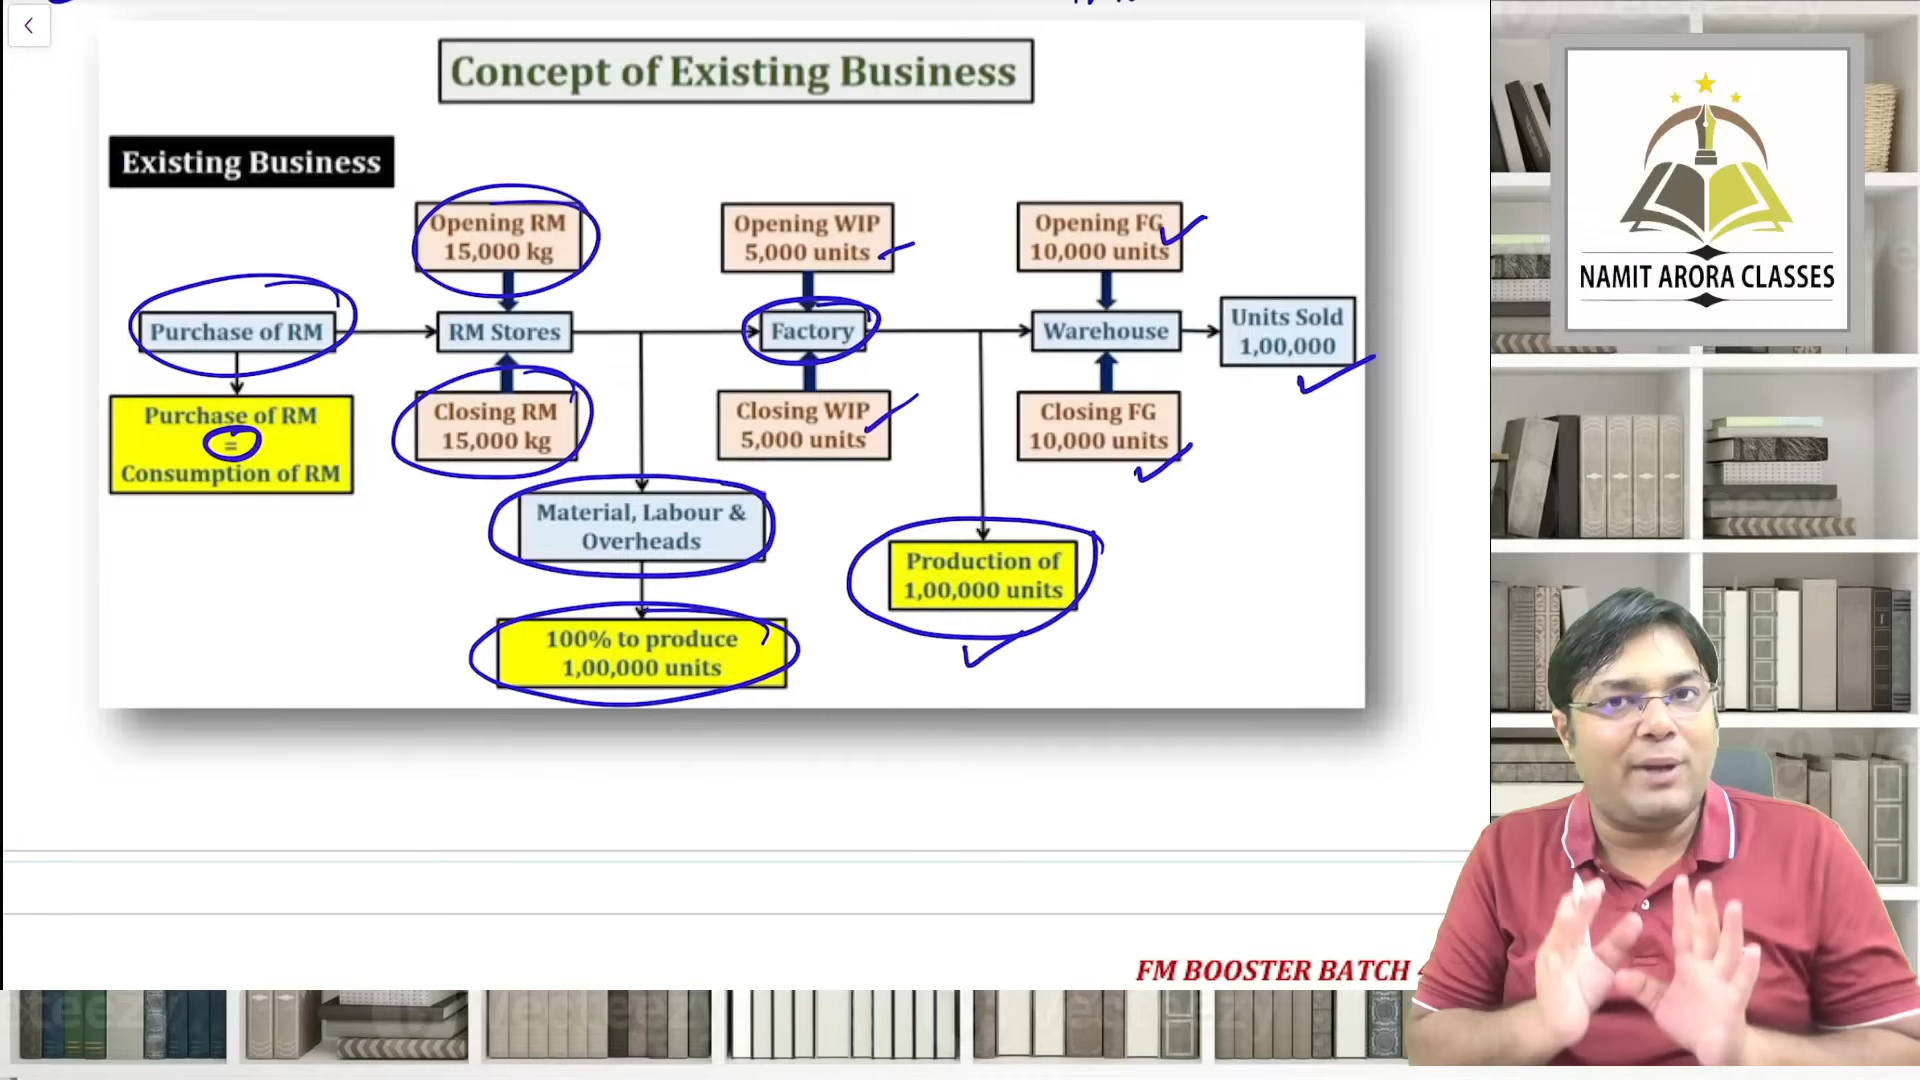 Concept of Existing Business
Existing Business
Opening RM
15,000 kg
Opening WIP
5,000 units
Opening FG
10,000 units
Purchase of RM
RM Stores
Factory
Warehouse
Units Sold
1,00,000
Purchase of RM
=
Consumption of RM
Closing RM
15,000 kg
Closing WIP
5,000 units
Closing FG
10,000 units
Material, Labour &
Overheads
Production of
1,00,000 units
100% to produce
1,00,000 units
NAMIT ARORA CLASSES
FM BOOSTER BATCH